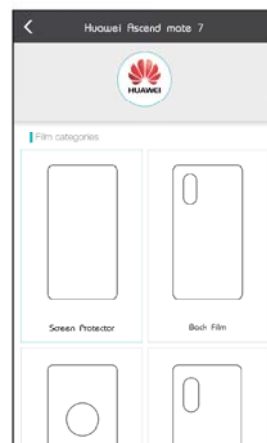 Huawei Ascend mate 7
HUAWEI
Film categories
Screen Protector
Back Film